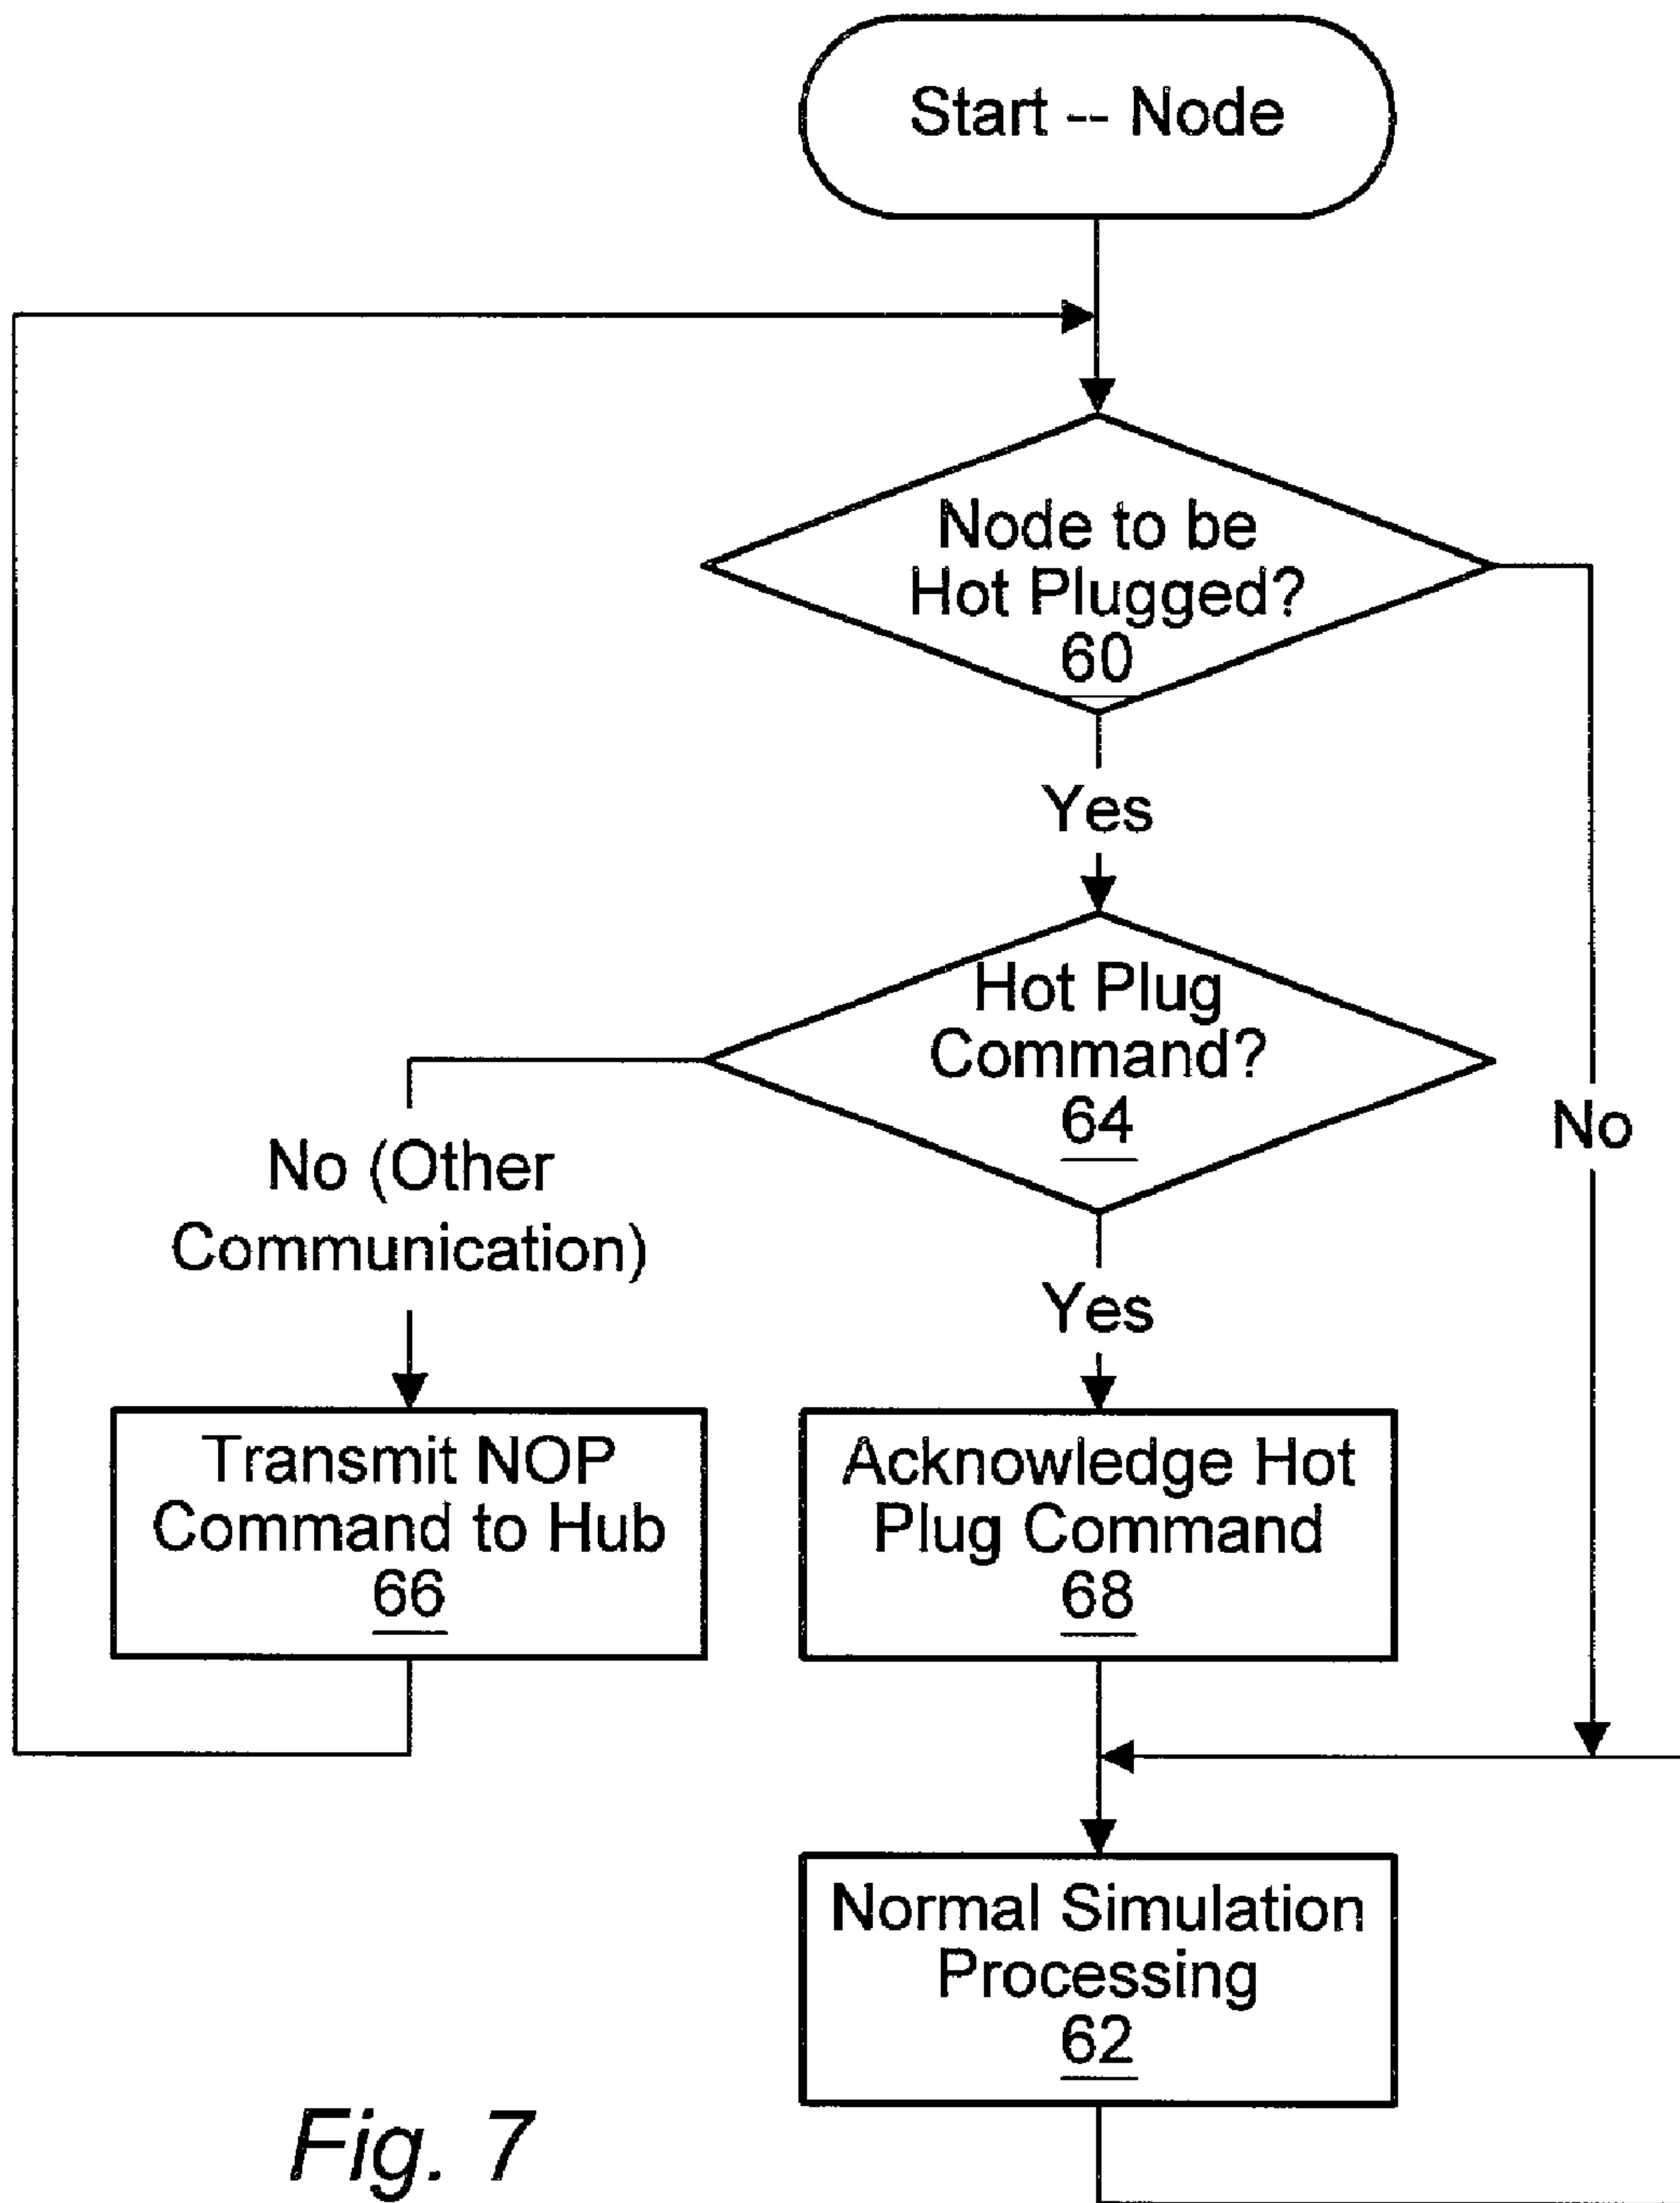 Start -- Node
Node to be
Hot Plugged?
60
Yes
Hot Plug
Command?
64
No
No (Other
Communication)
Yes
Transmit NOP
Command to Hub
66
Acknowledge Hot
Plug Command
68
Normal Simulation
Processing
62
Fig. 7